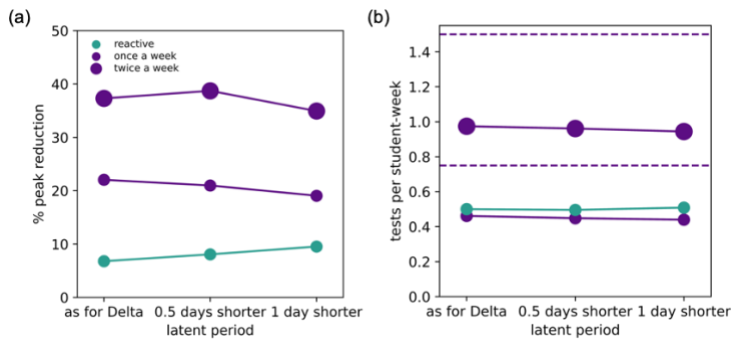 (a)
50
40
30
20
10
0
% peak reduction
reactive
once a week
twice a week
as for Delta 0.5 days shorter 1 day shorter
latent period
(b)
1.4
1.2
1.0
0.8
0.6
0.4
0.2
0.0
tests per student-week
as for Delta 0.5 days shorter 1 day shorter
latent period